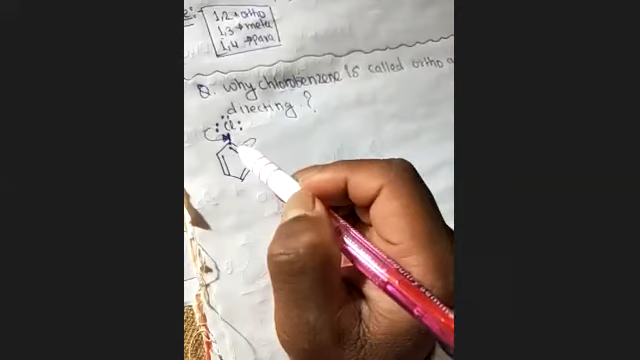 1,2 → ortho
1,3 → meta
1,4 → para
Q. why chlorobenzene is called ortho
directing ?
Cl